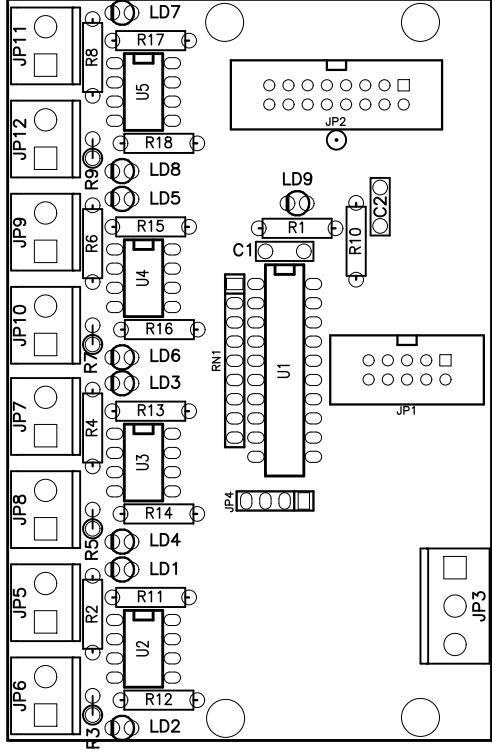 JP11
R8
LD7
R17
U5
R18
JP12
R9
LD8
LD5
JP2
JP9
R6
R15
U4
R16
LD9
R1
C1
R10
C2
JP10
R7
LD6
LD3
RN1
U1
JP1
JP7
R4
R13
U3
R14
JP4
JP8
R5
LD4
LD1
JP5
R2
R11
U2
R12
JP3
JP6
R3
LD2